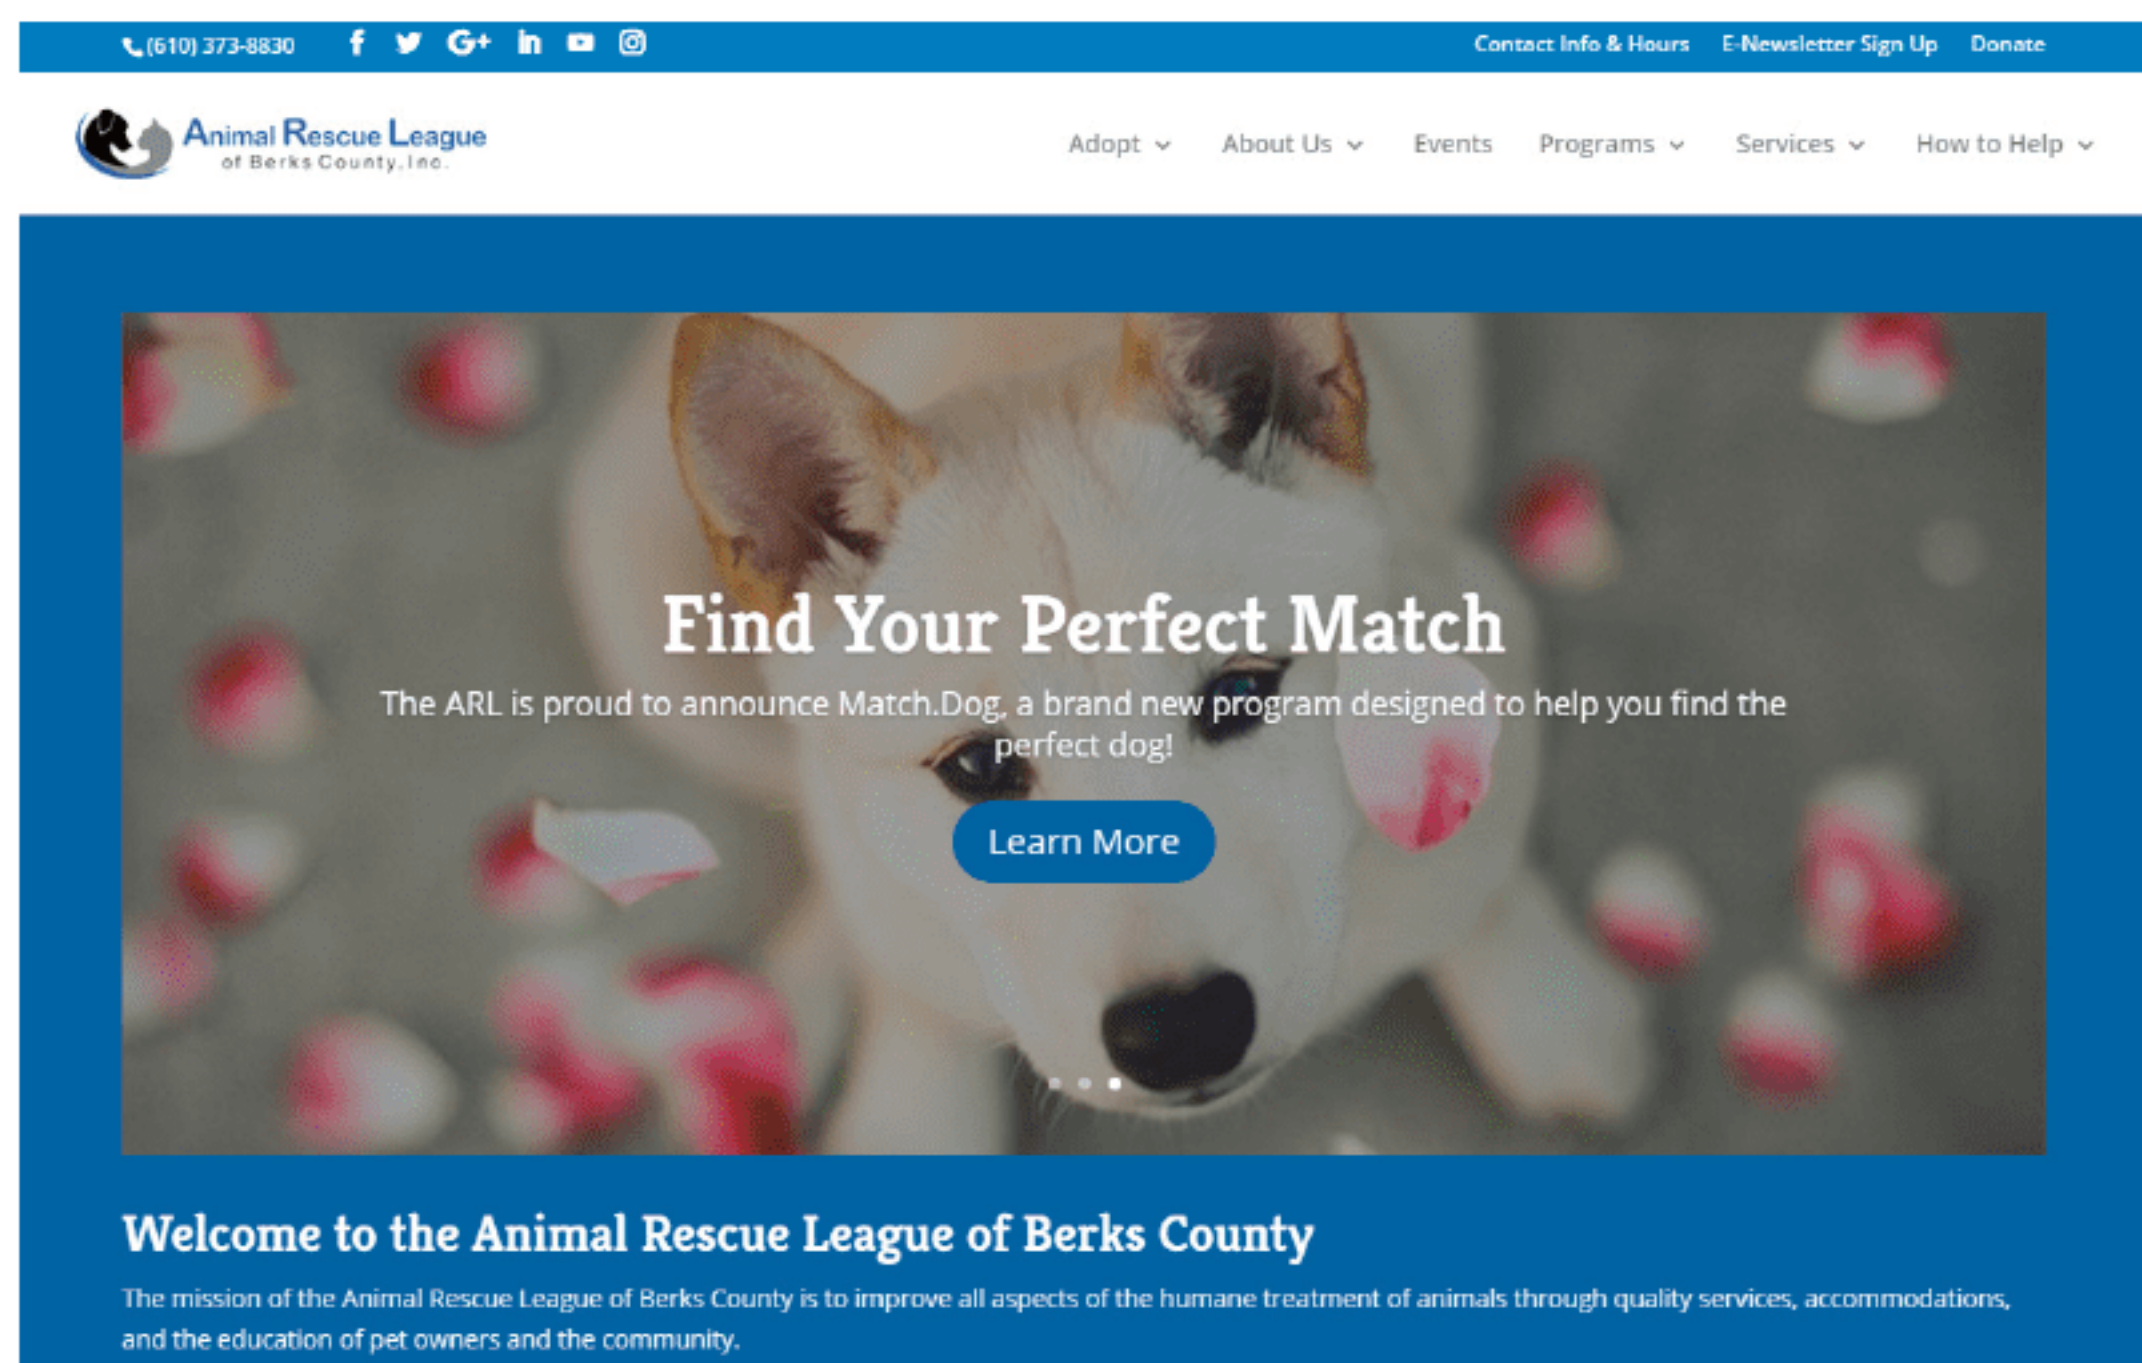 (610) 373-8830
Contact Info & Hours E-Newsletter Sign Up Donate
Animal Rescue League
of Berks County, Inc.
Adopt About Us Events Programs Services How to Help
Find Your Perfect Match
The ARL is proud to announce Match.Dog, a brand new program designed to help you find the
perfect dog!
Learn More
Welcome to the Animal Rescue League of Berks County
The mission of the Animal Rescue League of Berks County is to improve all aspects of the humane treatment of animals through quality services, accommodations,
and the education of pet owners and the community.